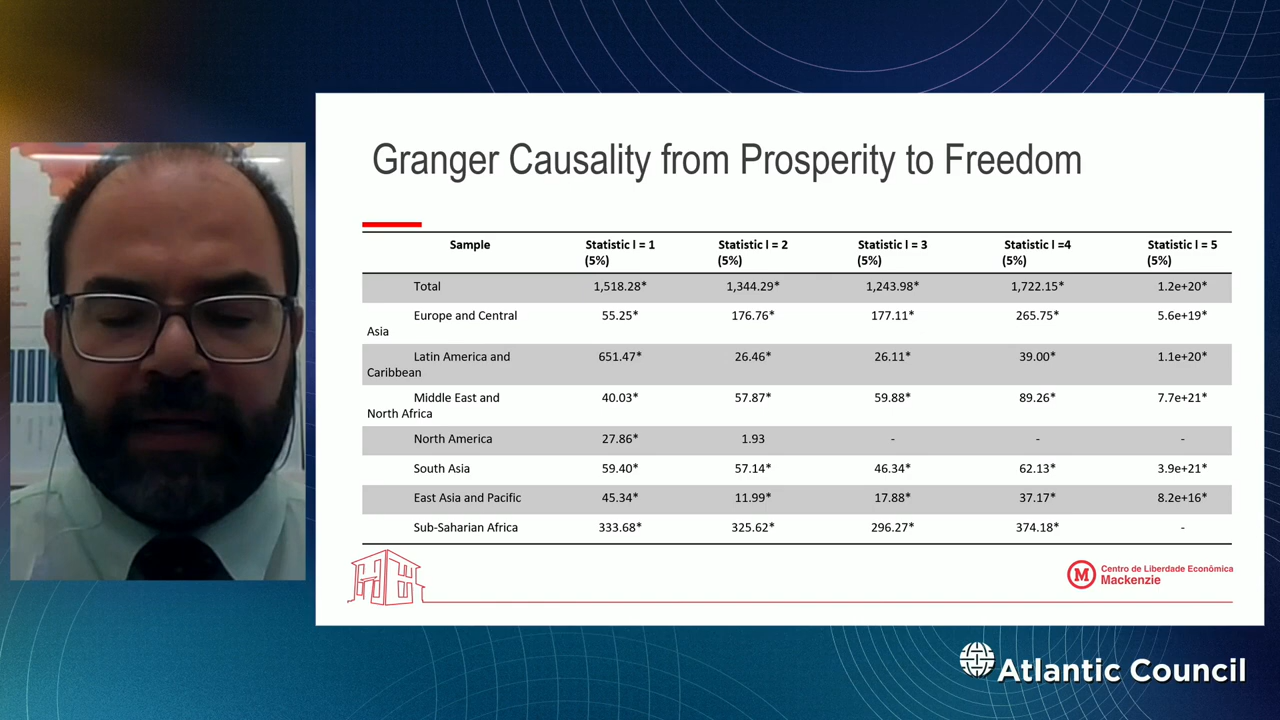 Granger Causality from Prosperity to Freedom
Sample Statistic l = 1 Statistic l = 2 Statistic l = 3 Statistic l =4 Statistic l = 5
(5%) (5%) (5%) (5%) (5%)
Total 1,518.28* 1,344.29* 1,243.98* 1,722.15* 1.2e+20*
Europe and Central 55.25* 176.76* 177.11* 265.75* 5.6e+19*
Asia
Latin America and 651.47* 26.46* 26.11* 39.00* 1.1e+20*
Caribbean
Middle East and 40.03* 57.87* 59.88* 89.26* 7.7e+21*
North Africa
North America 27.86* 1.93 - - -
South Asia 59.40* 57.14* 46.34* 62.13* 3.9e+21*
East Asia and Pacific 45.34* 11.99* 17.88* 37.17* 8.2e+16*
Sub-Saharian Africa 333.68* 325.62* 296.27* 374.18* -
M Centro de Liberdade Econômica
Mackenzie
Atlantic Council